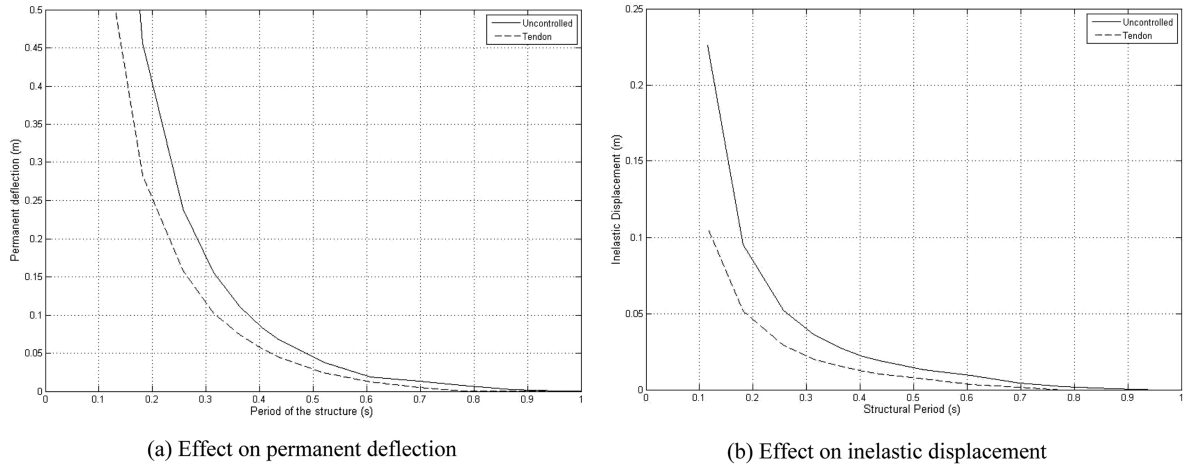 0.5
0.45
0.4
0.35
0.3
0.25
0.2
0.15
0.1
0.05
0
Permanent deflection (m)
Uncontrolled
Tendon
0 0.1 0.2 0.3 0.4 0.5 0.6 0.7 0.8 0.9 1
Period of the structure (s)
(a) Effect on permanent deflection
0.25
0.2
0.15
0.1
0.05
0
Inelastic Displacement (m)
Uncontrolled
Tendon
0 0.1 0.2 0.3 0.4 0.5 0.6 0.7 0.8 0.9 1
Structural Period (s)
(b) Effect on inelastic displacement